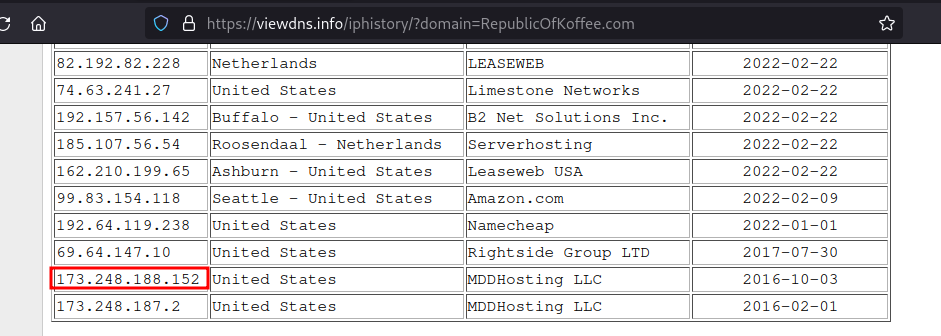 https://viewdns.info/iphistory/?domain=RepublicOfKoffee.com
82.192.82.228 Netherlands LEASEWEB 2022-02-22
74.63.241.27 United States Limestone Networks 2022-02-22
192.157.56.142 Buffalo - United States B2 Net Solutions Inc. 2022-02-22
185.107.56.54 Roosendaal - Netherlands Serverhosting 2022-02-22
162.210.199.65 Ashburn - United States Leaseweb USA 2022-02-22
99.83.154.118 Seattle - United States Amazon.com 2022-02-09
192.64.119.238 United States Namecheap 2022-01-01
69.64.147.10 United States Rightside Group LTD 2017-07-30
173.248.188.152 United States MDDHosting LLC 2016-10-03
173.248.187.2 United States MDDHosting LLC 2016-02-01